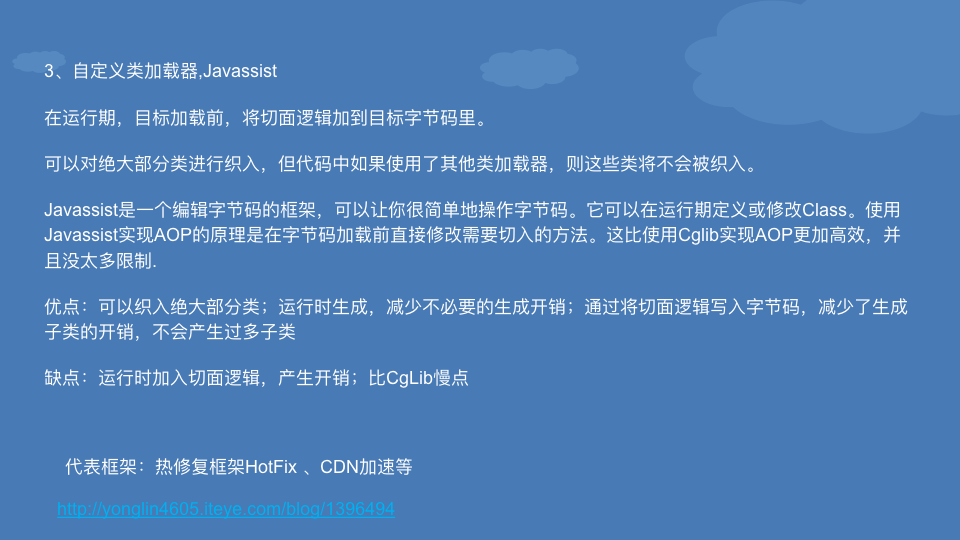 3、自定义类加载器,Javassist
在运行期，目标加载前，将切面逻辑加到目标字节码里。
可以对绝大部分类进行织入，但代码中如果使用了其他类加载器，则这些类将不会被织入。
Javassist是一个编辑字节码的框架，可以让你很简单地操作字节码。它可以在运行期定义或修改Class。使用
Javassist实现AOP的原理是在字节码加载前直接修改需要切入的方法。这比使用Cglib实现AOP更加高效，并
且没太多限制.
优点：可以织入绝大部分类；运行时生成，减少不必要的生成开销；通过将切面逻辑写入字节码，减少了生成
子类的开销，不会产生过多子类
缺点：运行时加入切面逻辑，产生开销；比CgLib慢点
代表框架：热修复框架HotFix 、CDN加速等
http://yonglin4605.iteye.com/blog/1396494